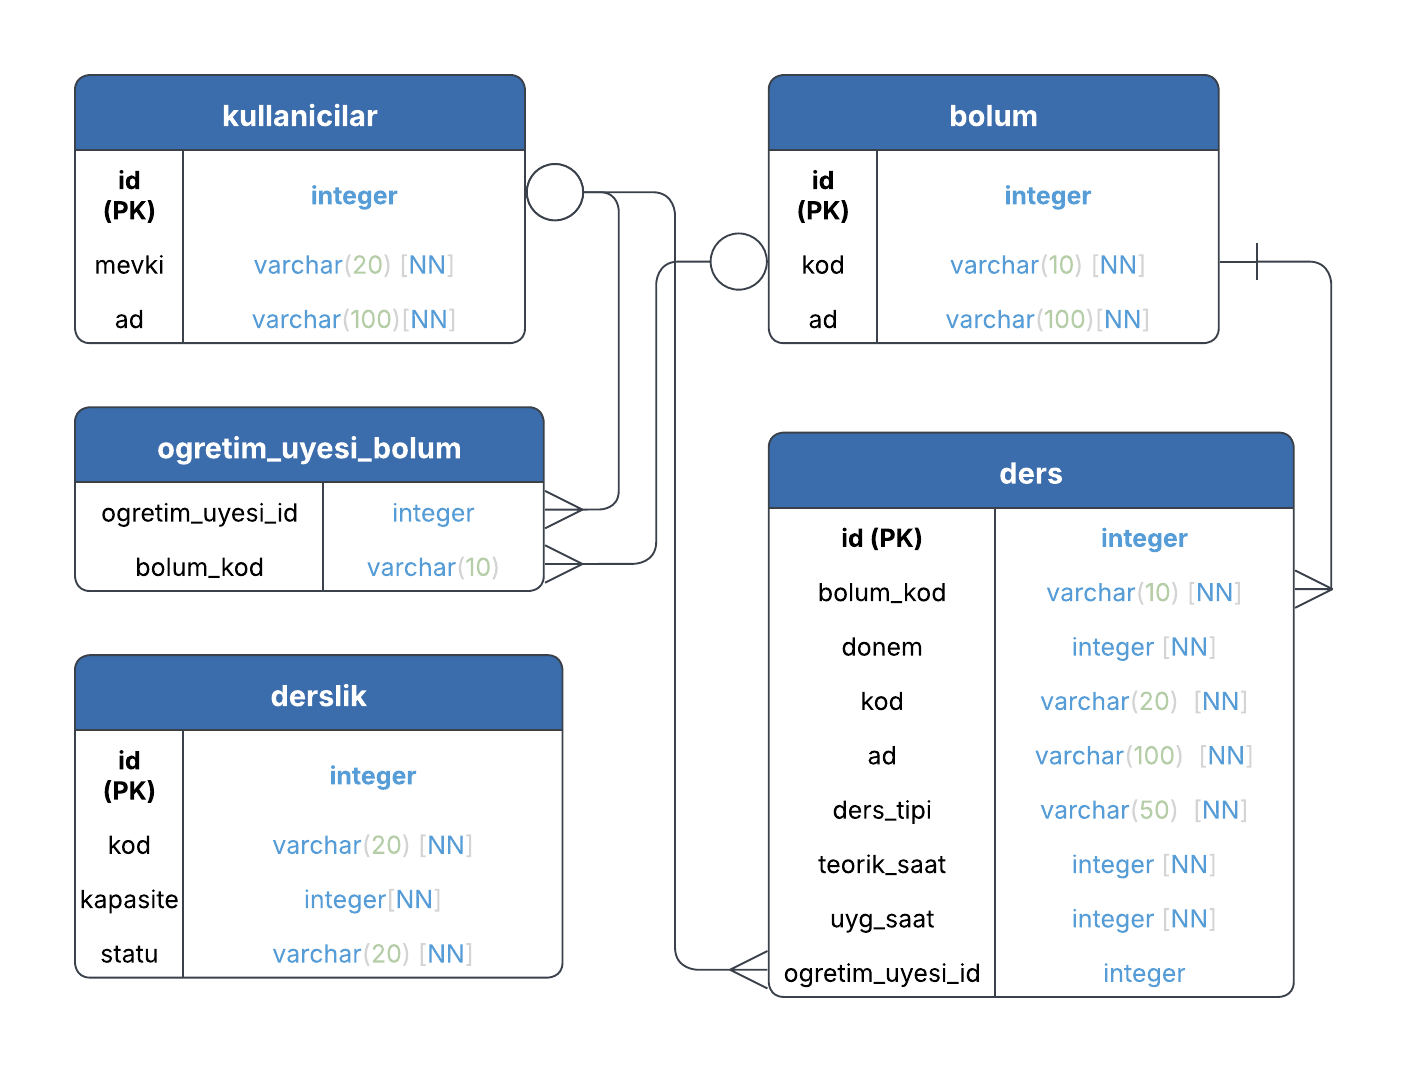 kullanicilar
id
(PK)
integer
mevki
varchar(20) [NN]
ad
varchar(100)[NN]
bolum
id
(PK)
integer
kod
varchar(10) [NN]
ad
varchar(100)[NN]
ogretim_uyesi_bolum
ogretim_uyesi_id
integer
bolum_kod
varchar(10)
ders
id (PK)
integer
bolum_kod
varchar(10) [NN]
donem
integer [NN]
kod
varchar(20) [NN]
ad
varchar(100) [NN]
ders_tipi
varchar(50) [NN]
teorik_saat
integer [NN]
uyg_saat
integer [NN]
ogretim_uyesi_id
integer
derslik
id
(PK)
integer
kod
varchar(20) [NN]
kapasite
integer[NN]
statu
varchar(20) [NN]